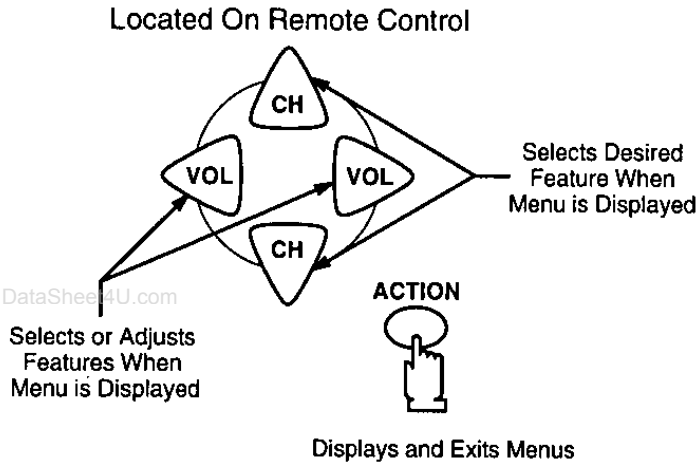 Located On Remote Control
CH
VOL
VOL
CH
Selects Desired
Feature When
Menu is Displayed
DataSheet4U.com
Selects or Adjusts
Features When
Menu is Displayed
ACTION
Displays and Exits Menus